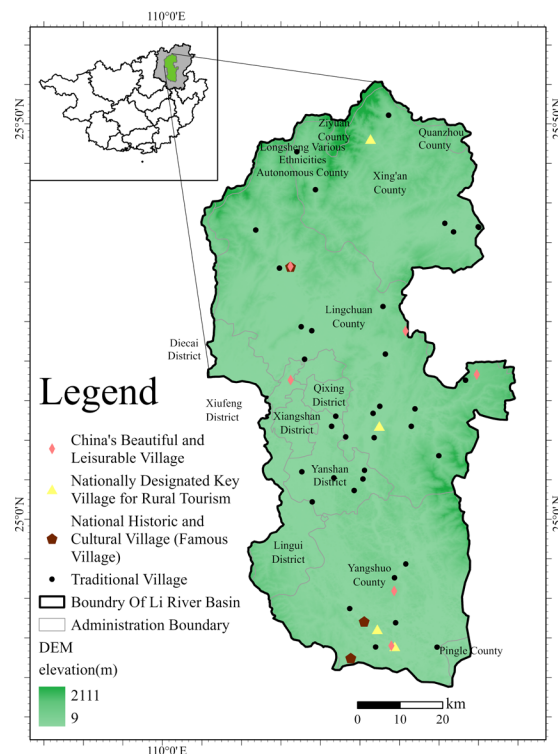 110°0'E
25°50'N
25°50'N
Ziyuan
County
Quanzhou
County
Longsheng Various
Ethnicities
Autonomous County
Xing'an
County
Lingchuan
County
Diecai
District
Legend
Qixing
District
Xiufeng
District
Xiangshan
District
China's Beautiful and
Leisurable Village
Yanshan
District
Nationally Designated Key
Village for Rural Tourism
25°0'N
25°0'N
National Historic and
Cultural Village (Famous
Village)
Lingui
District
Traditional Village
Yangshuo
County
Boundry Of Li River Basin
Administration Boundary
DEM
Pingle County
elevation(m)
2111
9
km
0 10 20
110°0'E